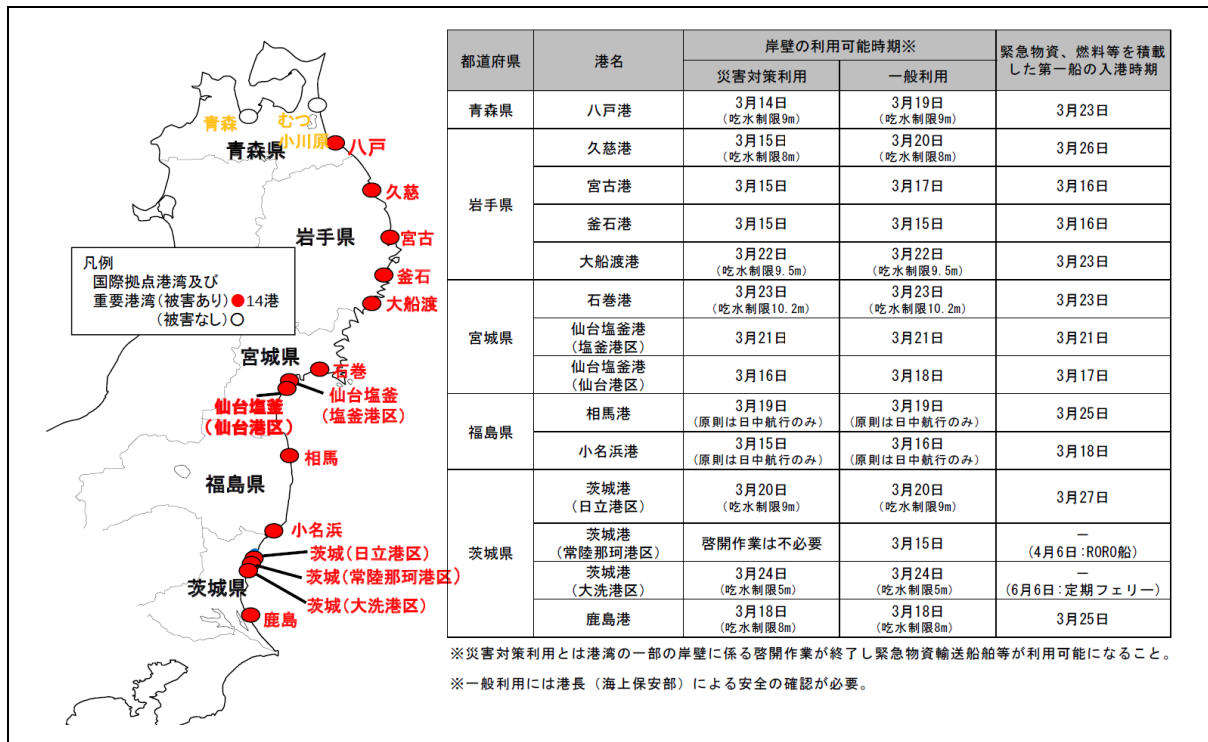 青森
むつ
小川原
青森県
八戸
久慈
岩手県
宮古
凡例
国際拠点港湾及び
重要港湾(被害あり)●14港
(被害なし)○
釜石
大船渡
宮城県
石巻
仙台塩釜
(塩釜港区)
仙台塩釜
(仙台港区)
相馬
福島県
小名浜
茨城(日立港区)
茨城(常陸那珂港区)
茨城県
茨城(大洗港区)
鹿島
都道府県 港名 岸壁の利用可能時期※ 緊急物資、燃料等を積載
した第一船の入港時期
災害対策利用 一般利用
青森県 八戸港 3月14日 3月19日 3月23日
(吃水制限9m) (吃水制限9m)
岩手県
久慈港 3月15日 3月20日 3月26日
(吃水制限8m) (吃水制限8m)
宮古港 3月15日 3月17日 3月16日
釜石港 3月15日 3月15日 3月16日
大船渡港 3月22日 3月22日 3月23日
(吃水制限9.5m) (吃水制限9.5m)
宮城県
石巻港 3月23日 3月23日 3月23日
(吃水制限10.2m) (吃水制限10.2m)
仙台塩釜港
(塩釜港区) 3月21日 3月21日 3月21日
仙台塩釜港
(仙台港区) 3月16日 3月18日 3月17日
福島県
相馬港 3月19日 3月19日 3月25日
(原則は日中航行のみ) (原則は日中航行のみ)
小名浜港 3月15日 3月16日 3月18日
(原則は日中航行のみ) (原則は日中航行のみ)
茨城県
茨城港 3月20日 3月20日 3月27日
(日立港区) (吃水制限9m) (吃水制限9m)
茨城港 啓開作業は不必要 3月15日 －
(常陸那珂港区) (4月6日:RORO船)
茨城港 3月24日 3月24日 －
(大洗港区) (吃水制限5m) (吃水制限5m) (6月6日:定期フェリー)
鹿島港 3月18日 3月18日 3月25日
(吃水制限8m) (吃水制限8m)
※災害対策利用とは港湾の一部の岸壁に係る啓開作業が終了し緊急物資輸送船舶等が利用可能になること。
※一般利用には港長（海上保安部）による安全の確認が必要。